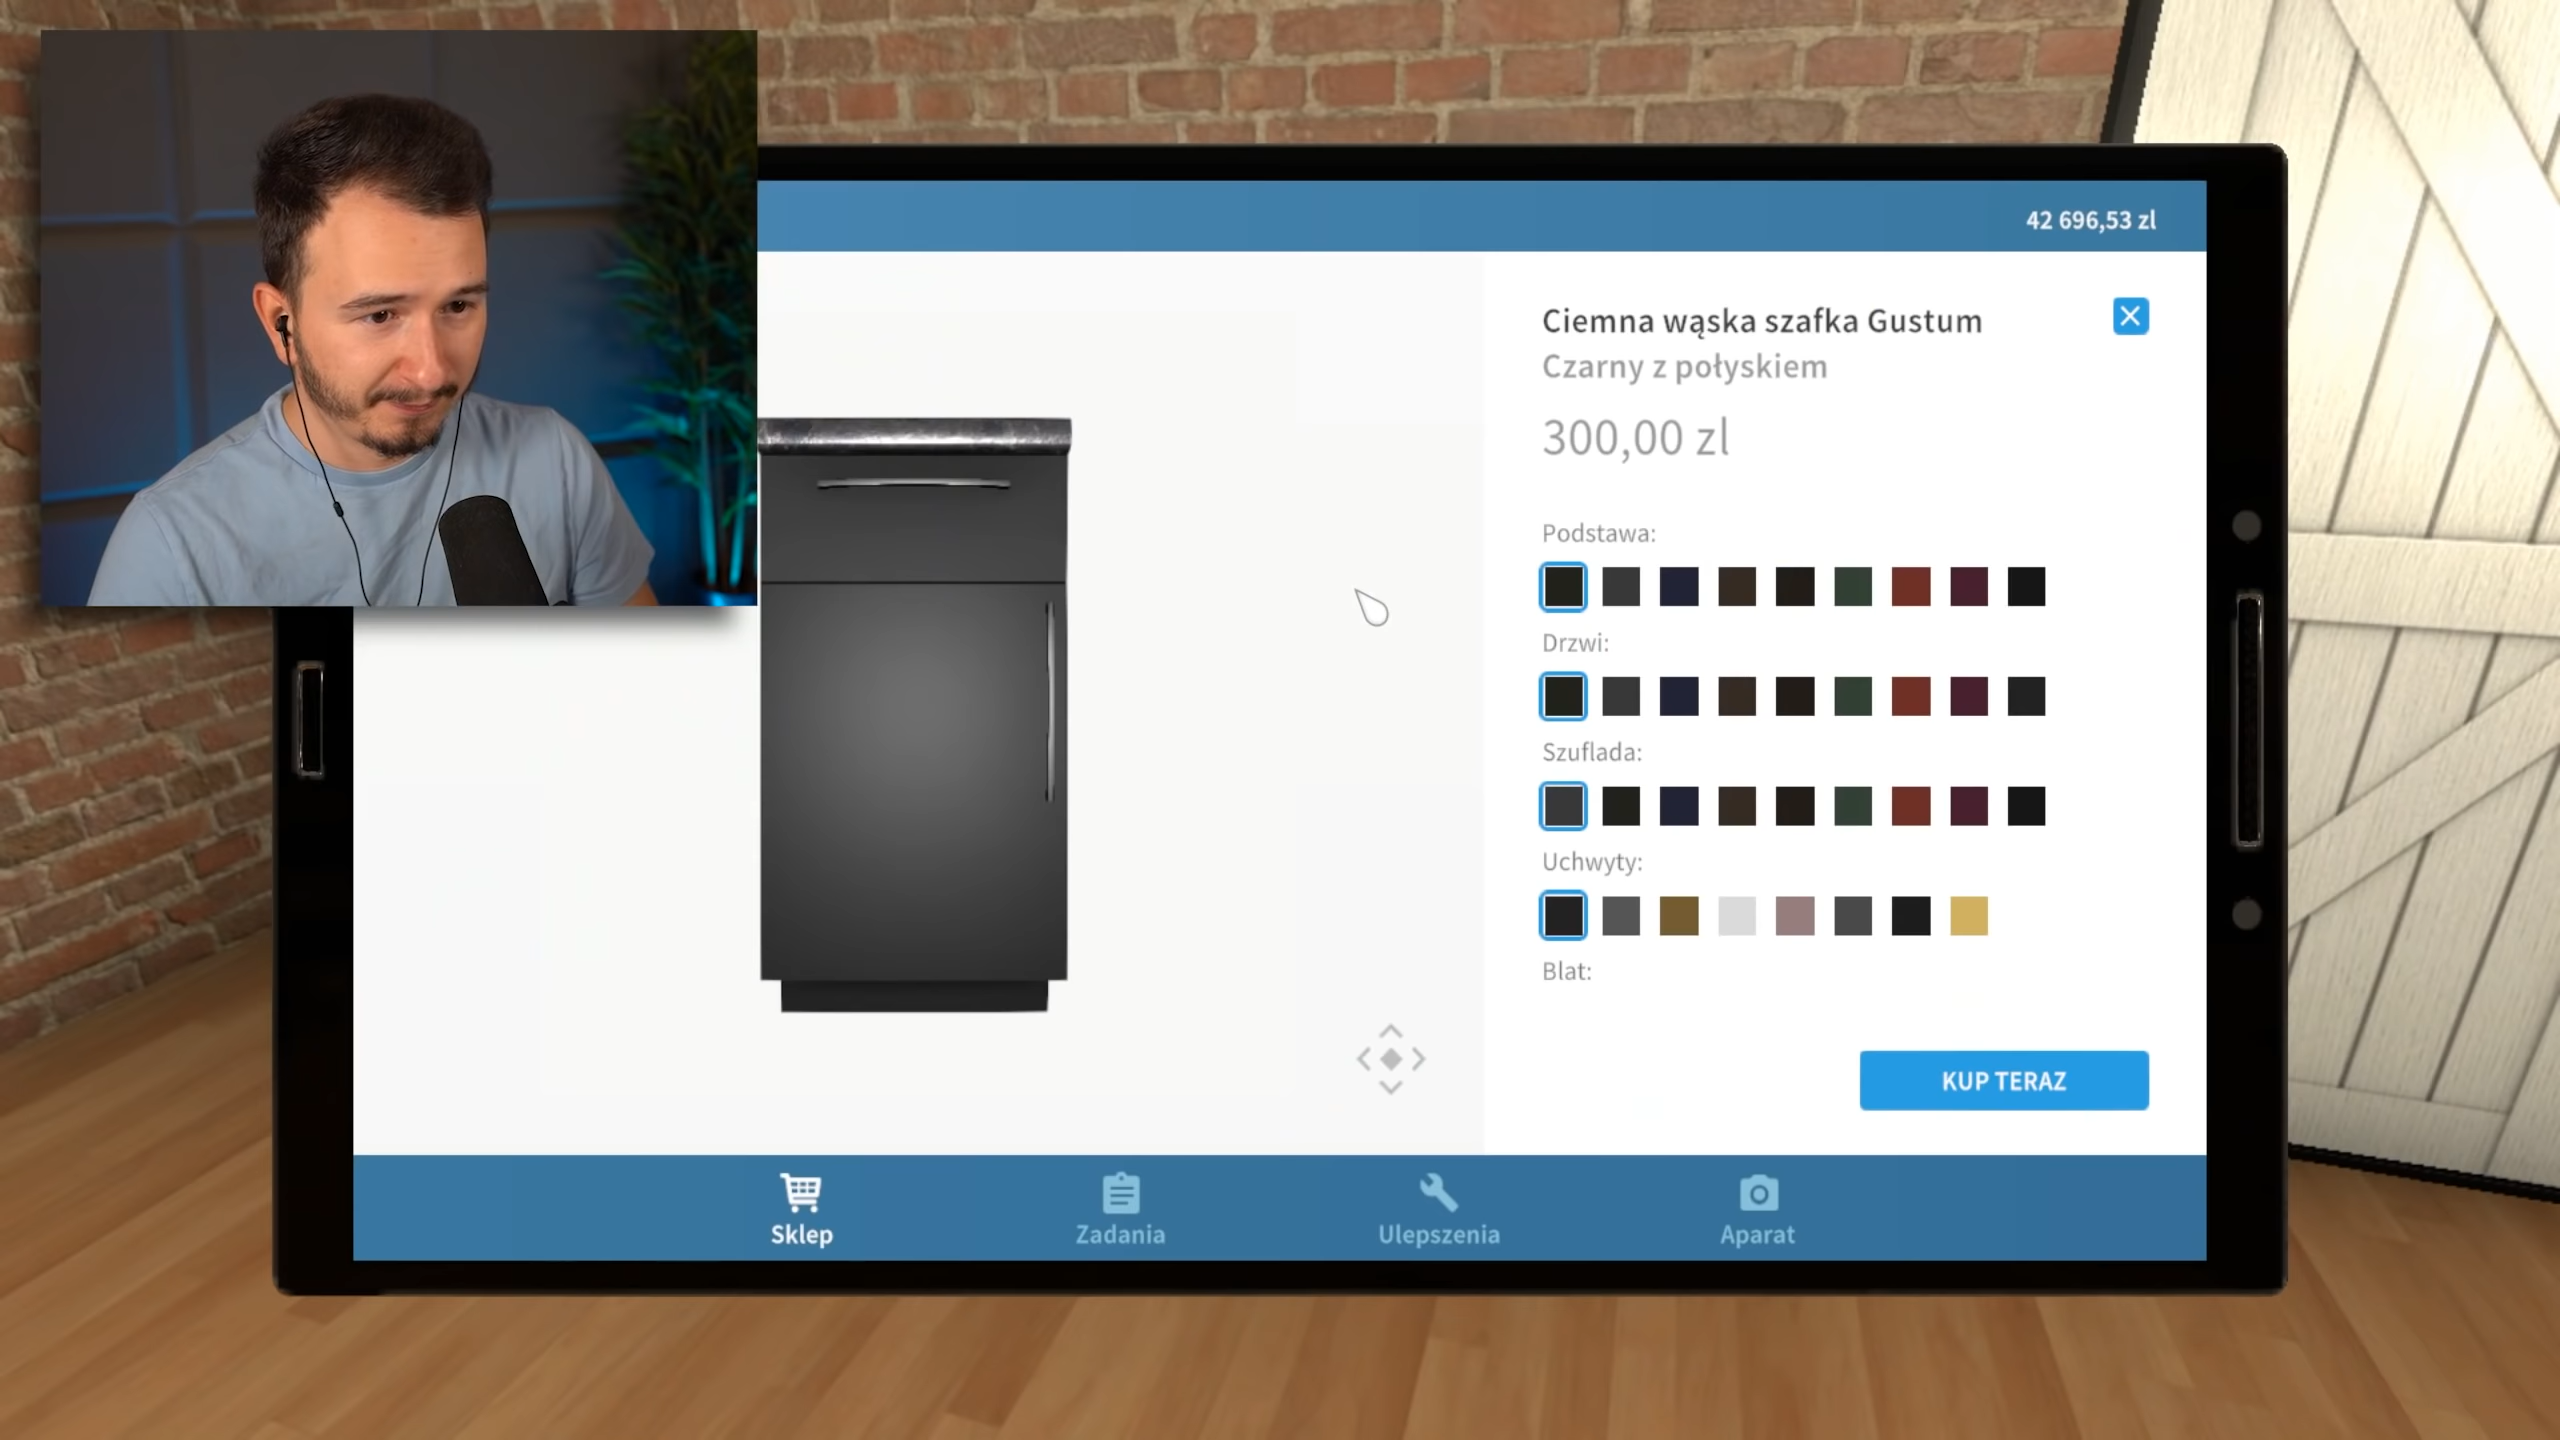 42 696,53 zl
Ciemna wąska szafka Gustum
Czarny z połyskiem
300,00 zl
Podstawa:
Drzwi:
Szuflada:
Uchwyty:
Blat:
KUP TERAZ
Sklep
Zadania
Ulepszenia
Aparat